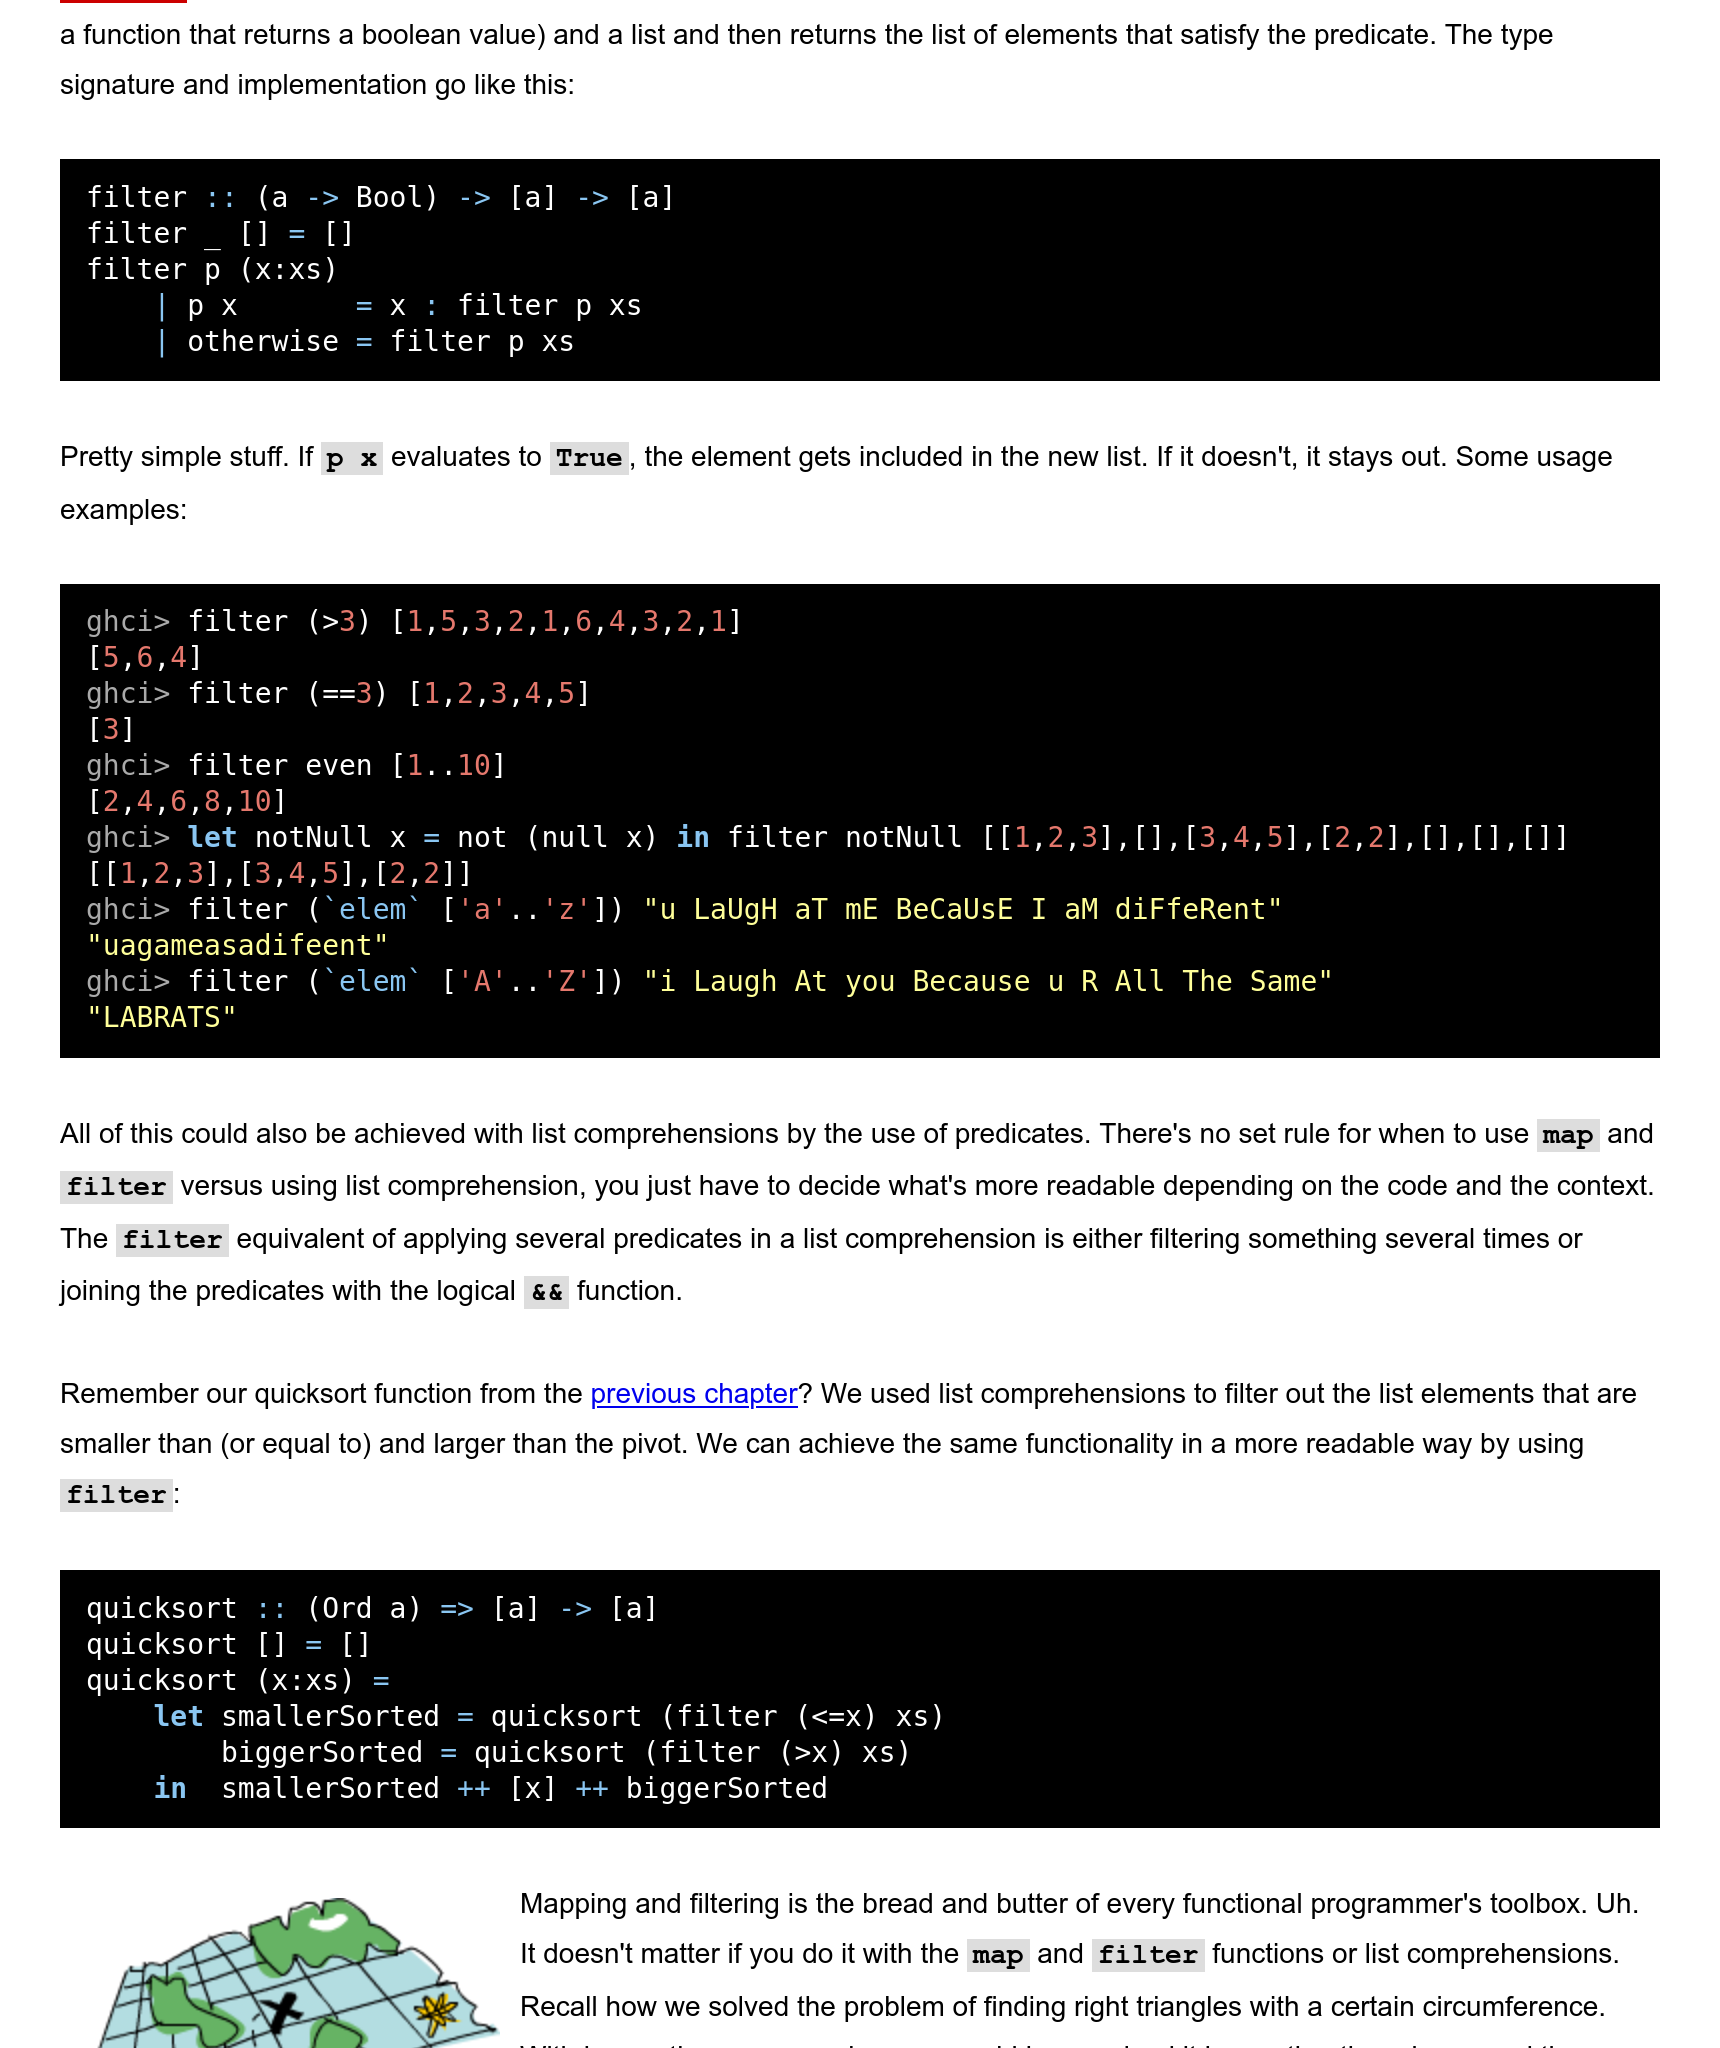 a function that returns a boolean value) and a list and then returns the list of elements that satisfy the predicate. The type
signature and implementation go like this:
filter :: (a -> Bool) -> [a] -> [a]
filter _ [] = []
filter p (x:xs)
    | p x       = x : filter p xs
    | otherwise = filter p xs
Pretty simple stuff. If p x evaluates to True, the element gets included in the new list. If it doesn't, it stays out. Some usage
examples:
ghci> filter (>3) [1,5,3,2,1,6,4,3,2,1]
[5,6,4]
ghci> filter (==3) [1,2,3,4,5]
[3]
ghci> filter even [1..10]
[2,4,6,8,10]
ghci> let notNull x = not (null x) in filter notNull [[1,2,3],[],[3,4,5],[2,2],[],[],[]]
[[1,2,3],[3,4,5],[2,2]]
ghci> filter (`elem` ['a'..'z']) "u LaUgH aT mE BeCaUsE I aM diFfeRent"
"uagameasadifeent"
ghci> filter (`elem` ['A'..'Z']) "i Laugh At you Because u R All The Same"
"LABRATS"
All of this could also be achieved with list comprehensions by the use of predicates. There's no set rule for when to use map and
filter versus using list comprehension, you just have to decide what's more readable depending on the code and the context.
The filter equivalent of applying several predicates in a list comprehension is either filtering something several times or
joining the predicates with the logical && function.
Remember our quicksort function from the previous chapter? We used list comprehensions to filter out the list elements that are
smaller than (or equal to) and larger than the pivot. We can achieve the same functionality in a more readable way by using
filter:
quicksort :: (Ord a) => [a] -> [a]
quicksort [] = []
quicksort (x:xs) =
    let smallerSorted = quicksort (filter (<=x) xs)
        biggerSorted = quicksort (filter (>x) xs)
    in  smallerSorted ++ [x] ++ biggerSorted
Mapping and filtering is the bread and butter of every functional programmer's toolbox. Uh.
It doesn't matter if you do it with the map and filter functions or list comprehensions.
Recall how we solved the problem of finding right triangles with a certain circumference.